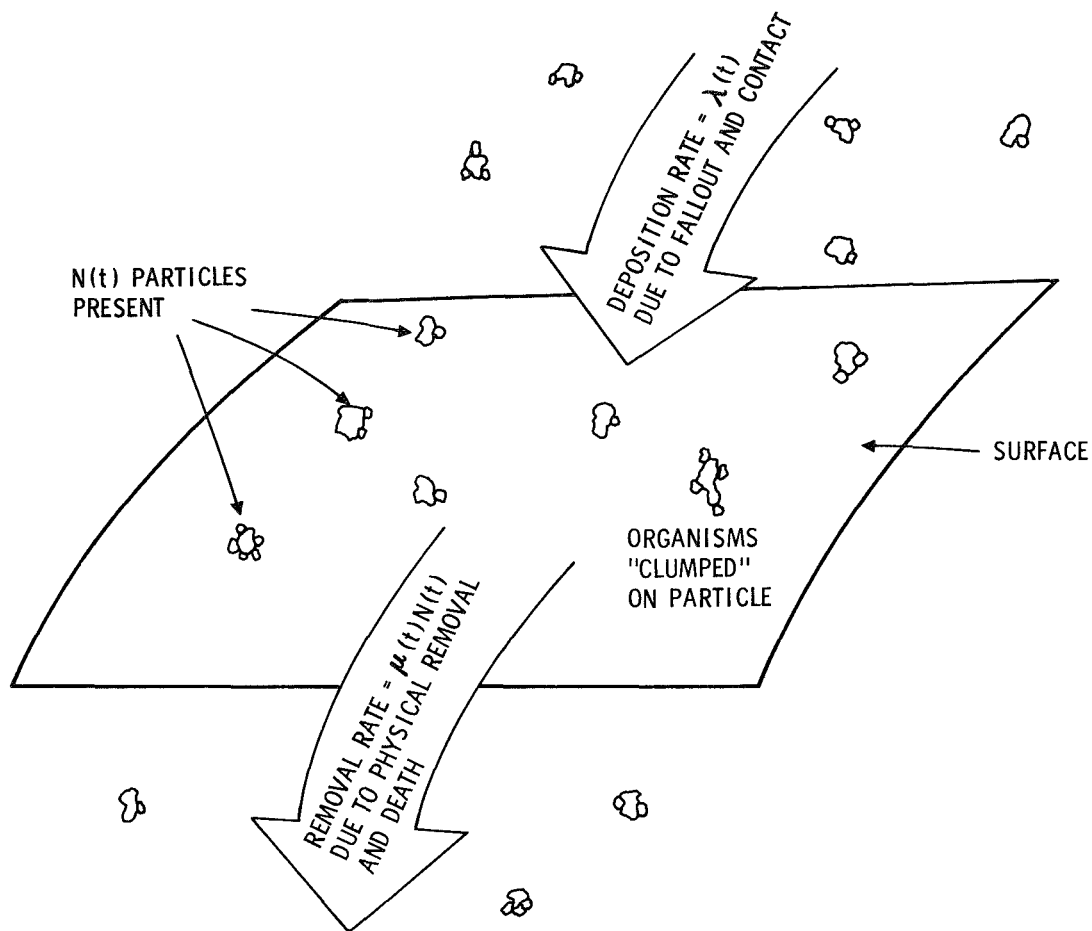 DEPOSITION RATE = λ(t)
DUE TO FALLOUT AND CONTACT
N(t) PARTICLES
PRESENT
SURFACE
ORGANISMS
"CLUMPED"
ON PARTICLE
REMOVAL RATE = μ(t)N(t)
DUE TO PHYSICAL REMOVAL
AND DEATH